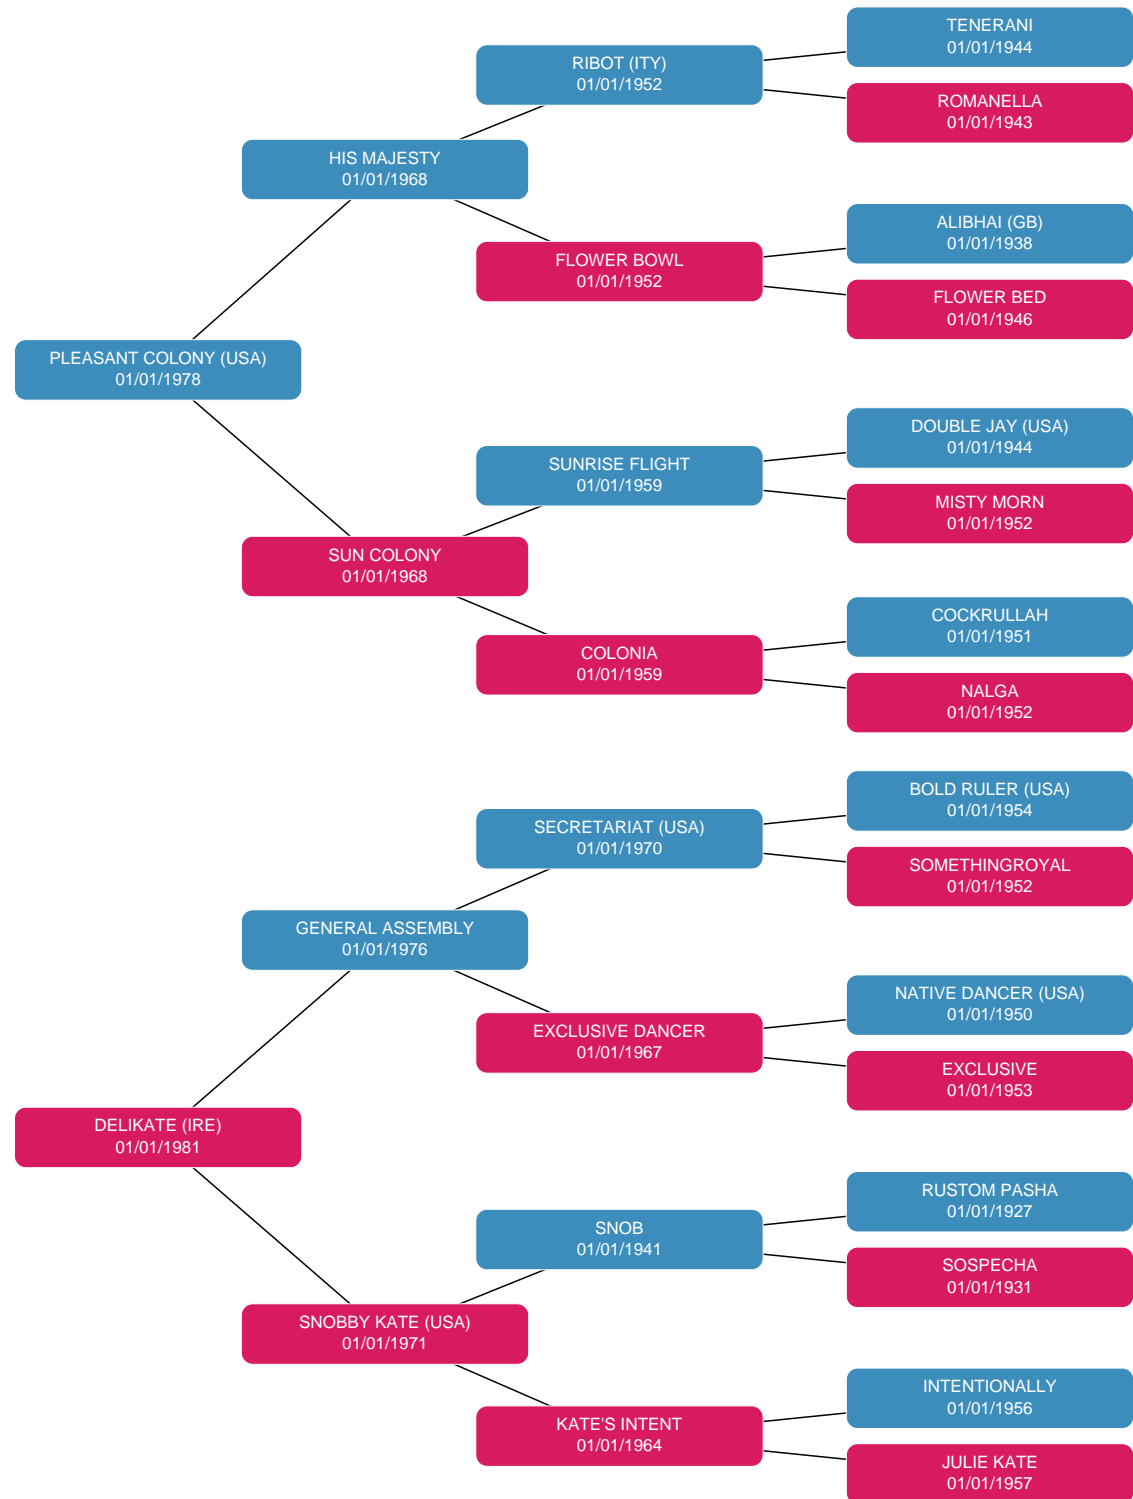 TENERANI
01/01/1944
RIBOT (ITY)
01/01/1952
ROMANELLA
01/01/1943
HIS MAJESTY
01/01/1968
ALIBHAI (GB)
01/01/1938
FLOWER BOWL
01/01/1952
FLOWER BED
01/01/1946
PLEASANT COLONY (USA)
01/01/1978
DOUBLE JAY (USA)
01/01/1944
SUNRISE FLIGHT
01/01/1959
MISTY MORN
01/01/1952
SUN COLONY
01/01/1968
COCKRULLAH
01/01/1951
COLONIA
01/01/1959
NALGA
01/01/1952
BOLD RULER (USA)
01/01/1954
SECRETARIAT (USA)
01/01/1970
SOMETHINGROYAL
01/01/1952
GENERAL ASSEMBLY
01/01/1976
NATIVE DANCER (USA)
01/01/1950
EXCLUSIVE DANCER
01/01/1967
EXCLUSIVE
01/01/1953
DELIKATE (IRE)
01/01/1981
RUSTOM PASHA
01/01/1927
SNOB
01/01/1941
SOSPECHA
01/01/1931
SNOBBY KATE (USA)
01/01/1971
INTENTIONALLY
01/01/1956
KATE'S INTENT
01/01/1964
JULIE KATE
01/01/1957